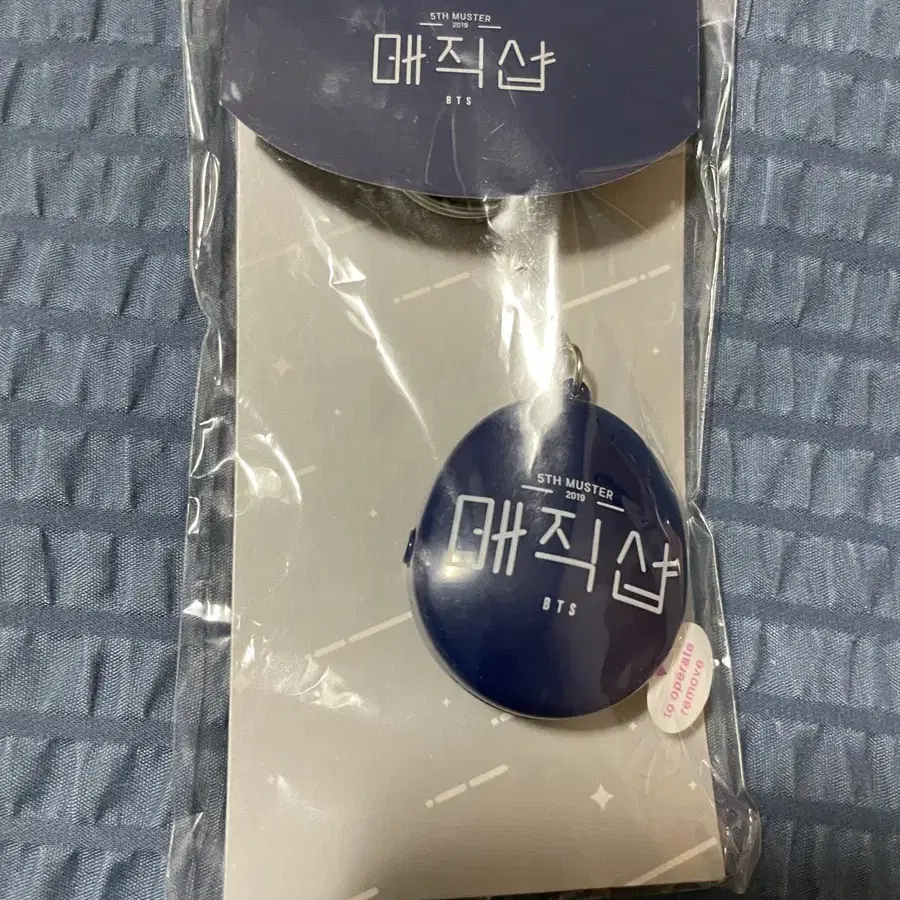 5TH MUSTER
2019
매직샵
BTS
5TH MUSTER
2019
매직샵
BTS
to operate
remove